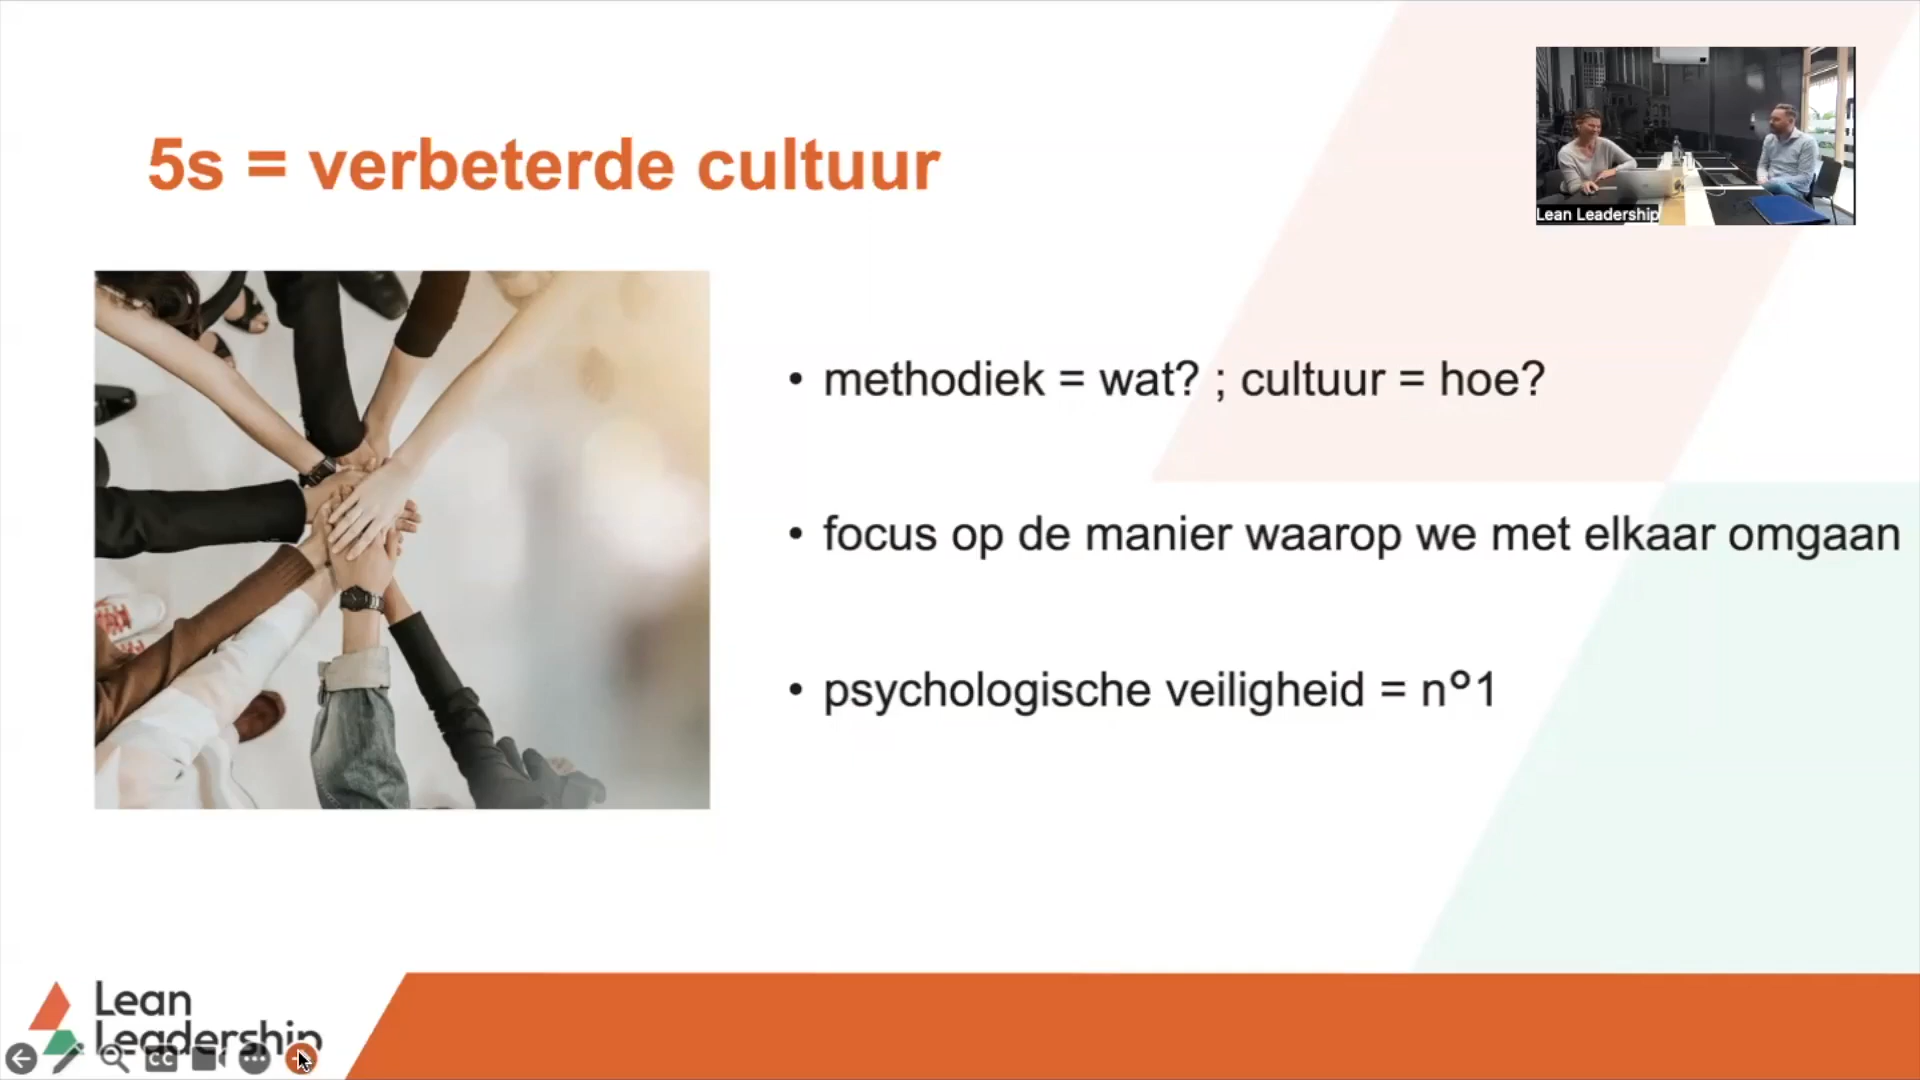 5s = verbeterde cultuur
Lean Leadership
• methodiek = wat? ; cultuur = hoe?
• focus op de manier waarop we met elkaar omgaan
• psychologische veiligheid = n°1
Lean
Leadership
CC